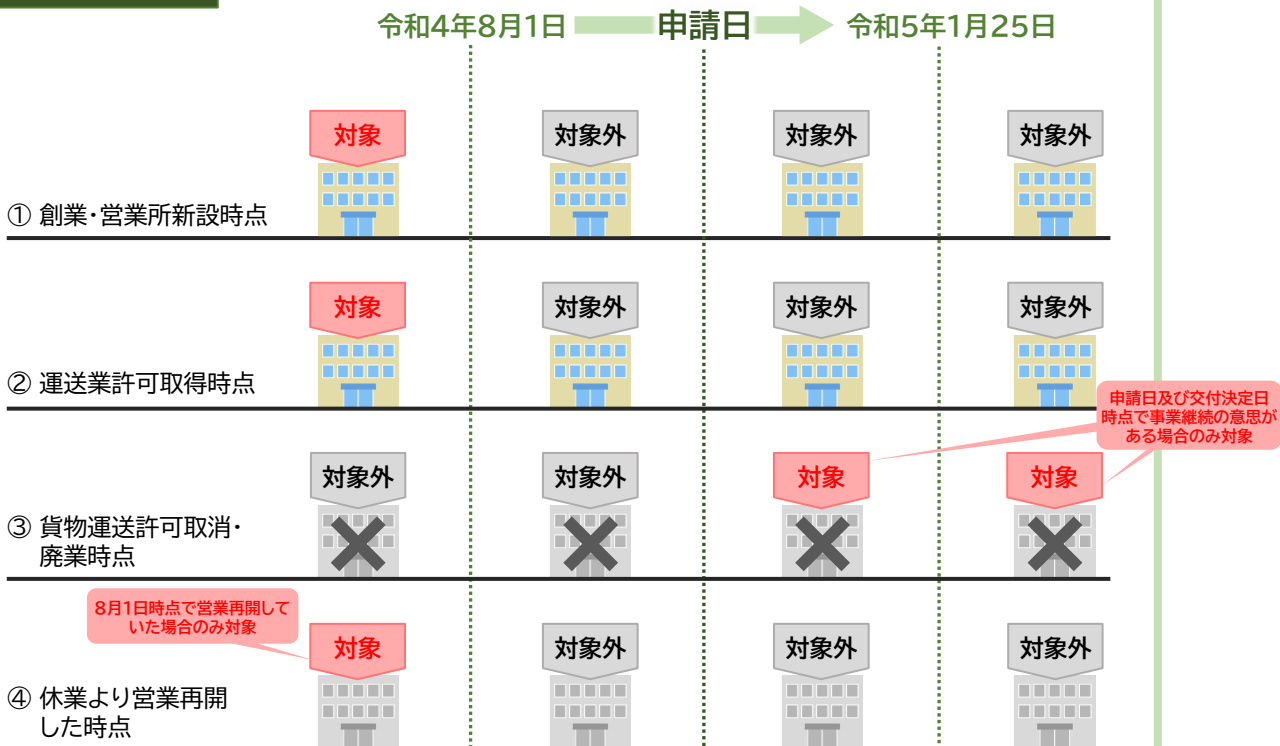 令和4年8月1日
申請日
令和5年1月25日
対象
対象外
対象外
対象外
① 創業・営業所新設時点
対象
対象外
対象外
対象外
② 運送業許可取得時点
申請日及び交付決定日
時点で事業継続の意思が
ある場合のみ対象
対象外
対象外
対象
対象
③ 貨物運送許可取消・
廃業時点
8月1日時点で営業再開して
いた場合のみ対象
対象
対象外
対象外
対象外
④ 休業より営業再開
した時点